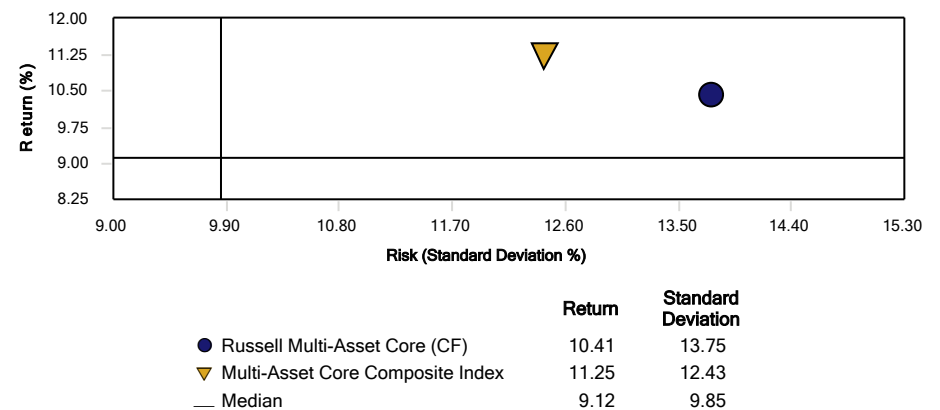 12.00
11.25
10.50
9.75
9.00
8.25
Return (%)
9.00 9.90 10.80 11.70 12.60 13.50 14.40 15.30
Risk (Standard Deviation %)
Return Standard Deviation
Russell Multi-Asset Core (CF) 10.41 13.75
Multi-Asset Core Composite Index 11.25 12.43
Median 9.12 9.85